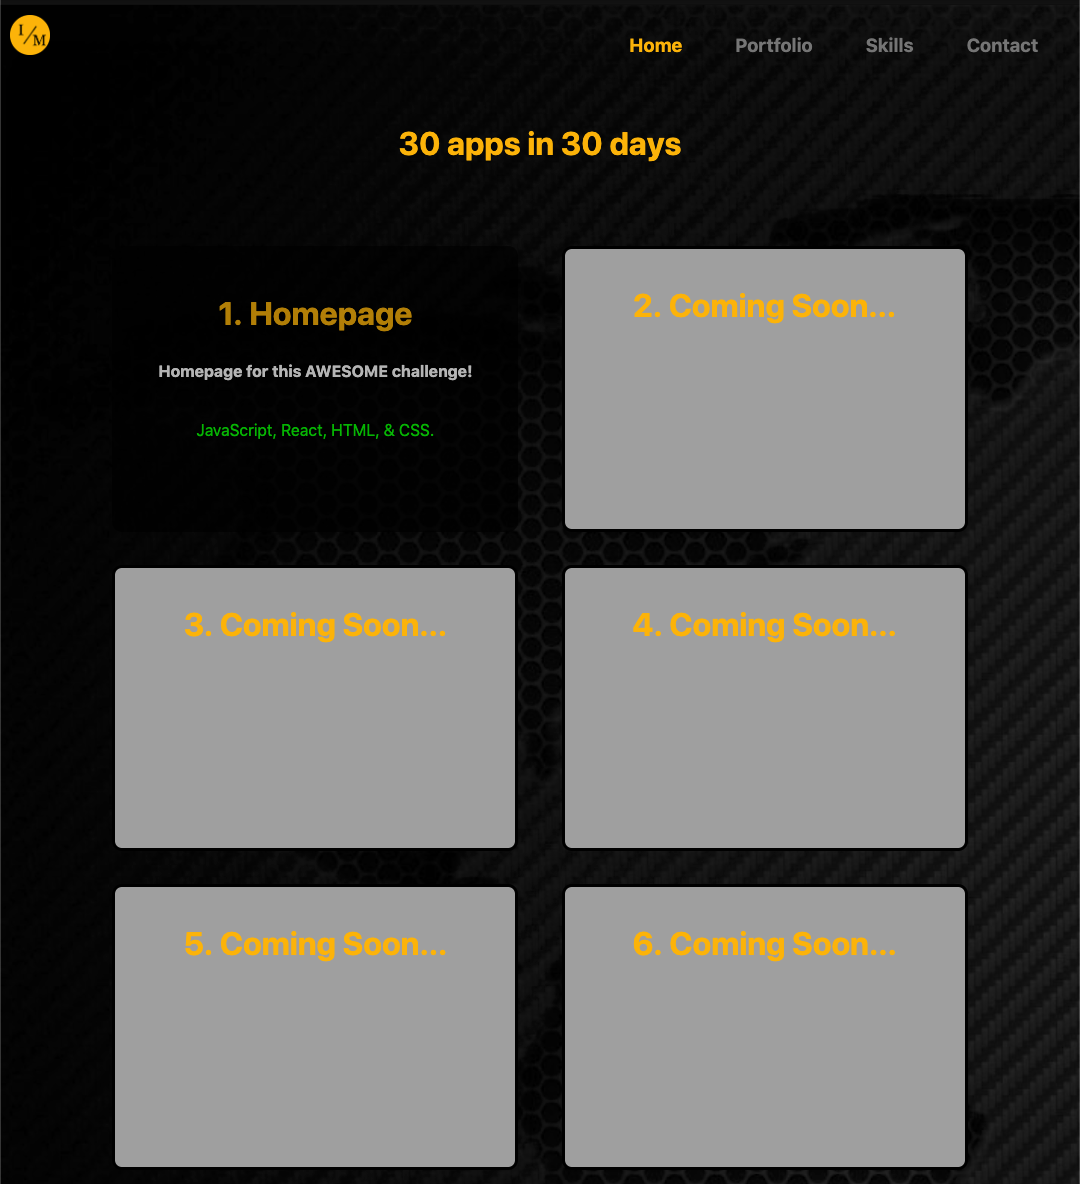 I/M
Home Portfolio Skills Contact
30 apps in 30 days
1. Homepage
Homepage for this AWESOME challenge!
JavaScript, React, HTML, & CSS.
2. Coming Soon...
3. Coming Soon...
4. Coming Soon...
5. Coming Soon...
6. Coming Soon...